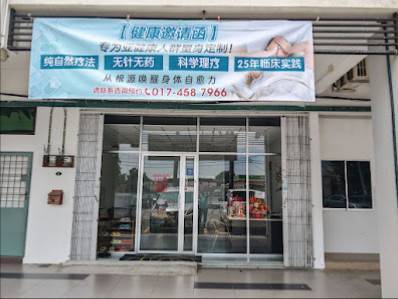 【健康邀请函】
专为亚健康人群量身定制！
纯自然疗法 无针无药 科学理疗 25年临床实践
从根源唤醒身体自愈力
017-458 7966